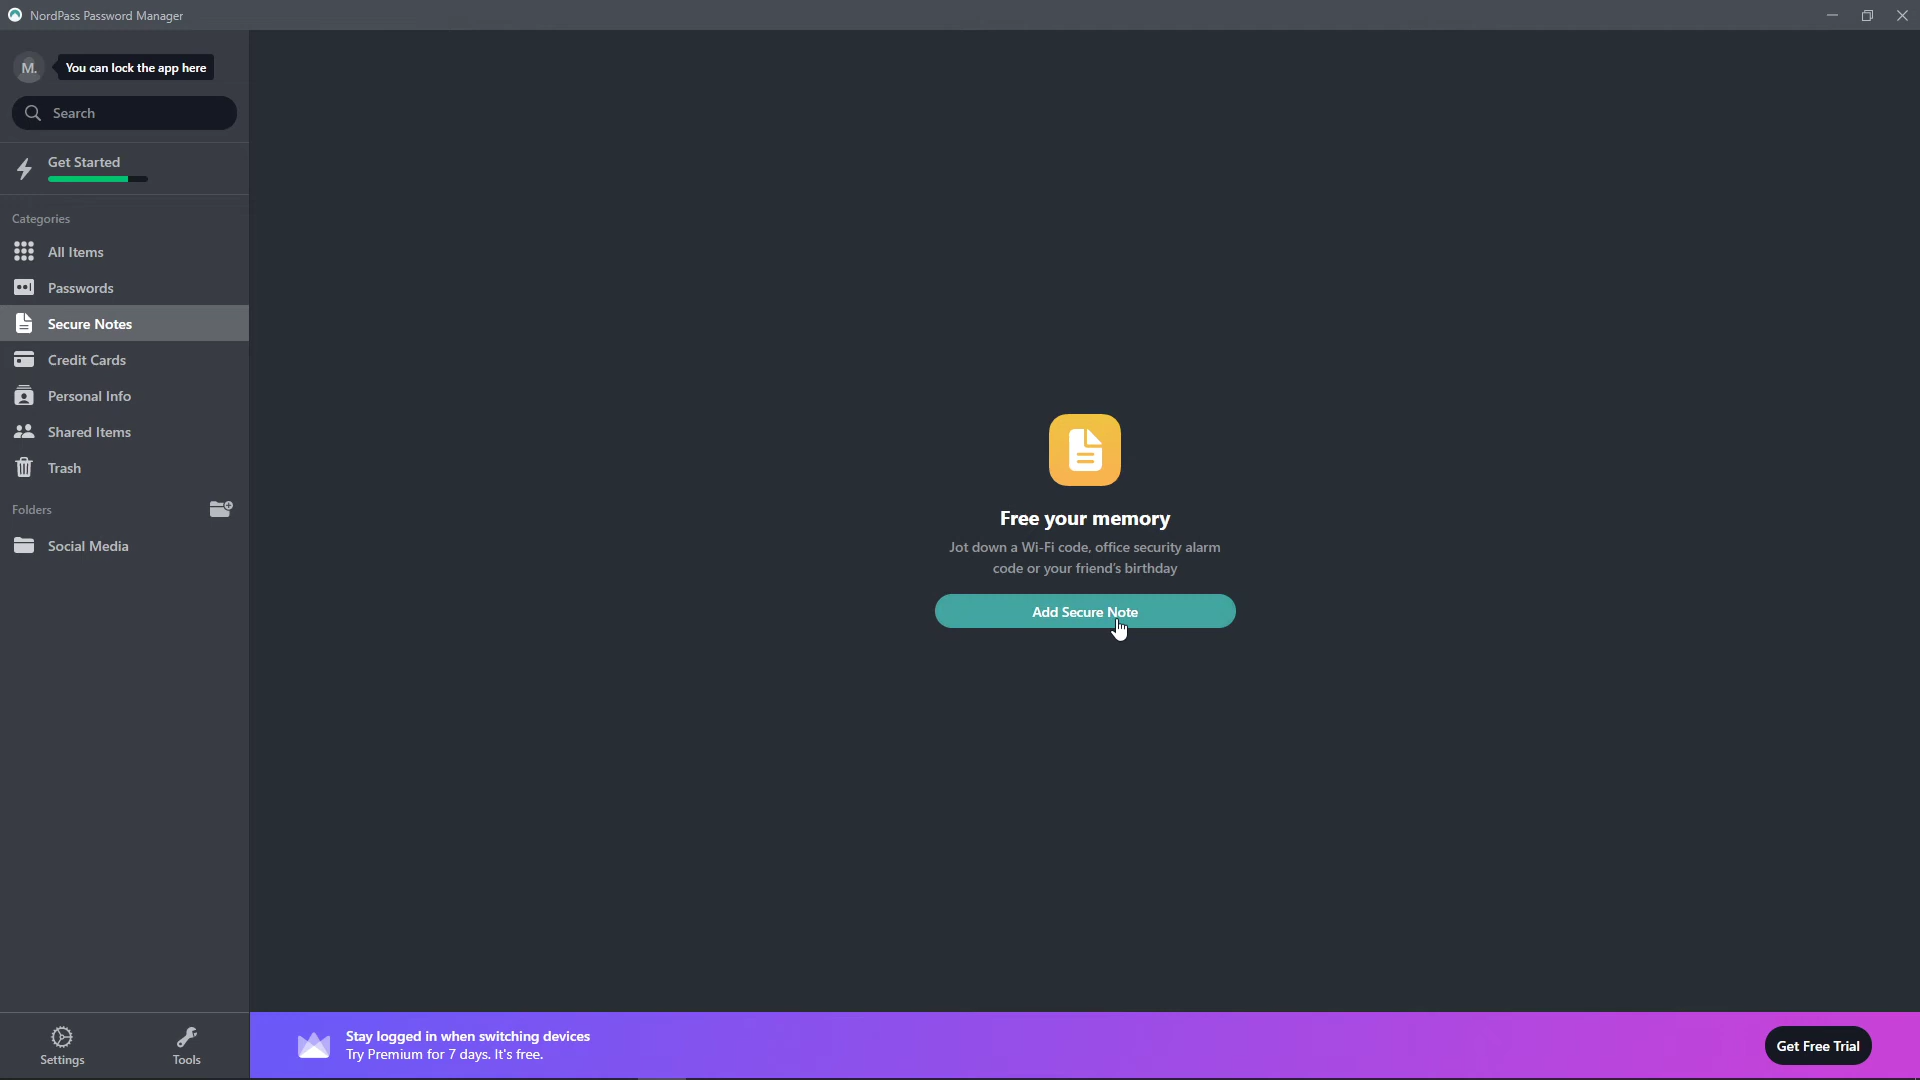 NordPass Password Manager
M.
You can lock the app here
Search
Get Started
Categories
All Items
Passwords
Secure Notes
Credit Cards
Personal Info
Shared Items
Trash
Folders
Social Media
Free your memory
Jot down a Wi-Fi code, office security alarm
code or your friend's birthday
Add Secure Note
Settings
Tools
Stay logged in when switching devices
Try Premium for 7 days. It's free.
Get Free Trial